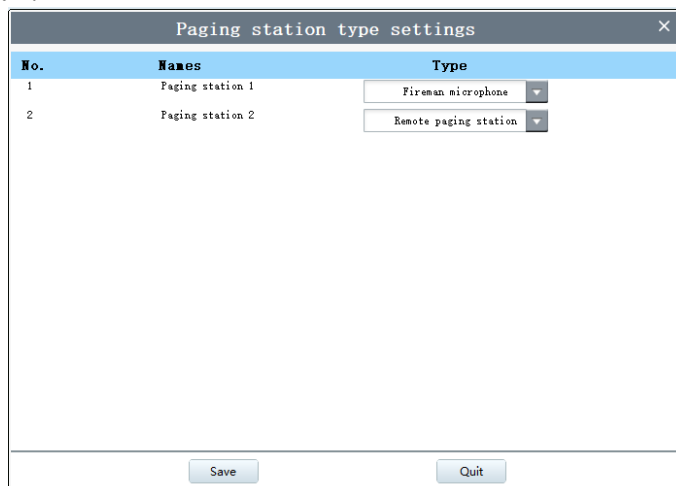 Paging station type settings ×
No. Names Type
1 Paging station 1 Fireman microphone
2 Paging station 2 Remote paging station
Save Quit